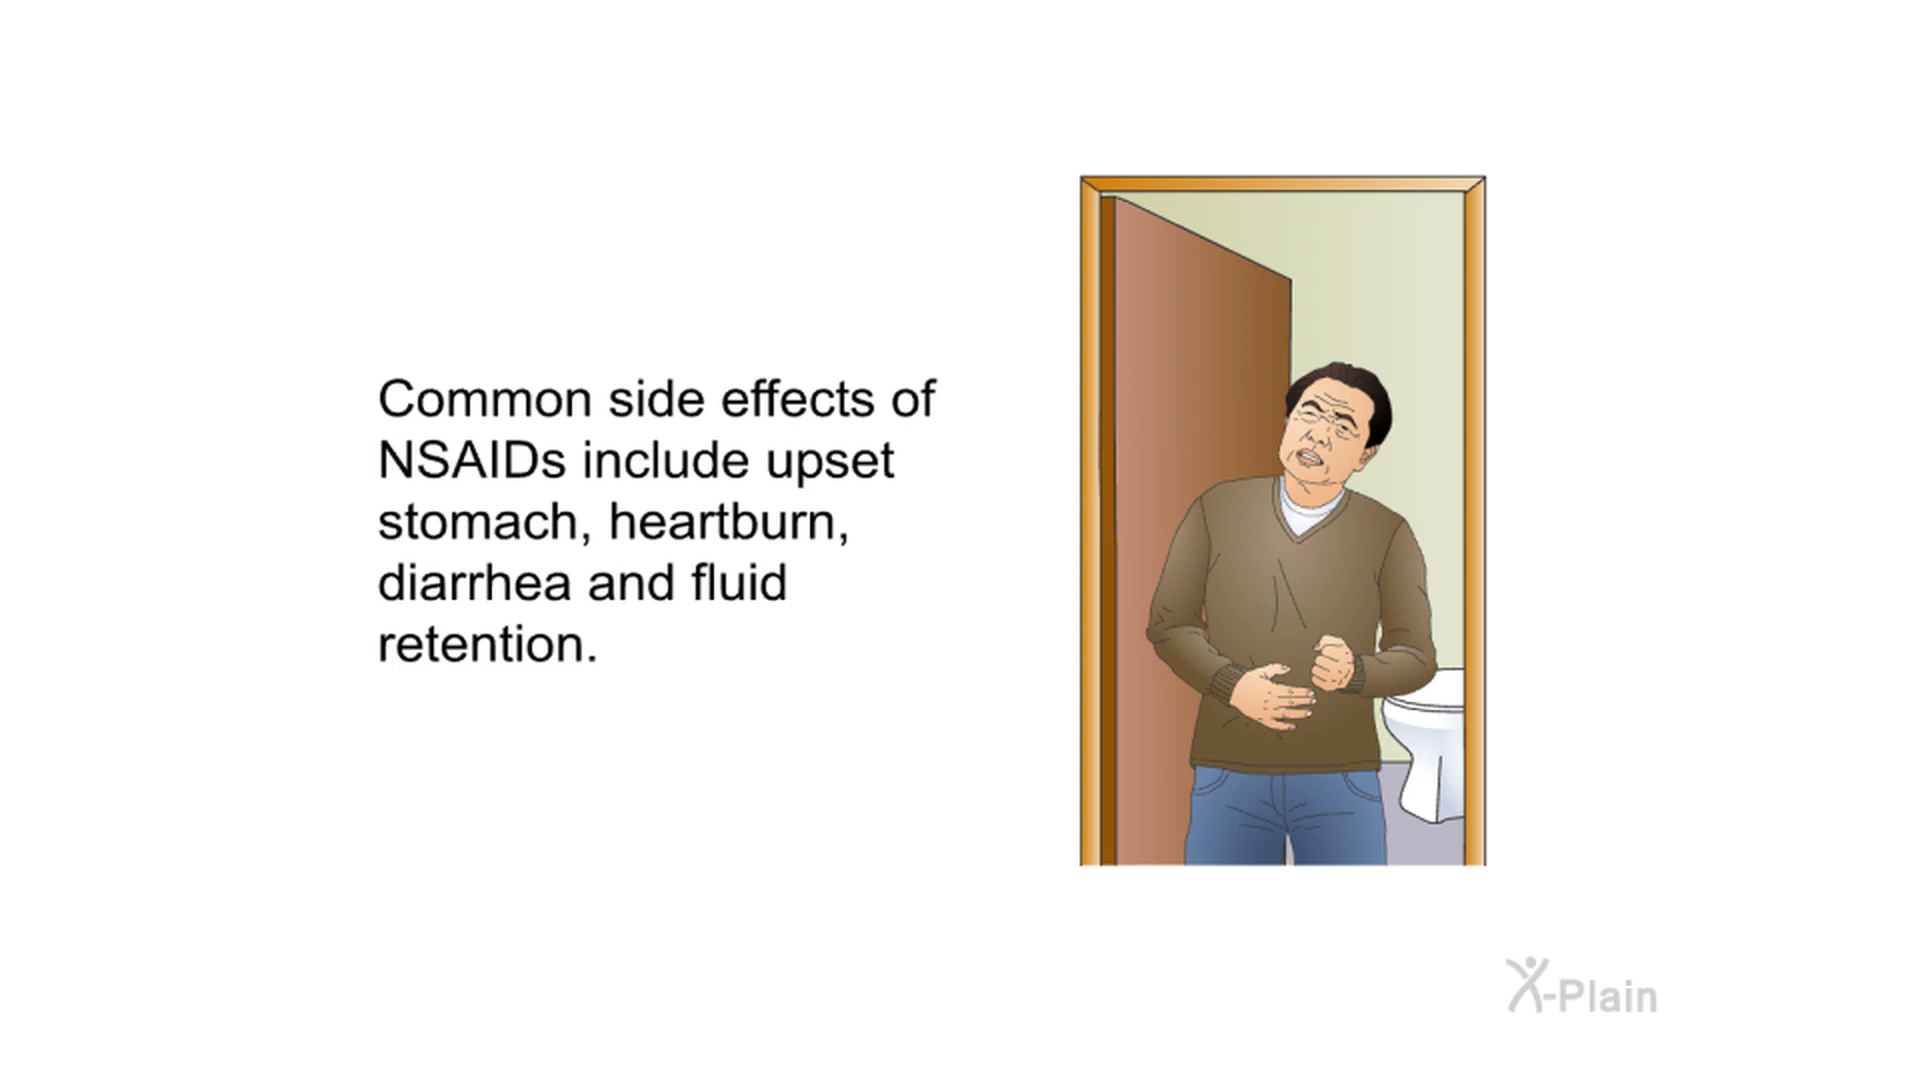 Common side effects of
NSAIDs include upset
stomach, heartburn,
diarrhea and fluid
retention.
X-Plain